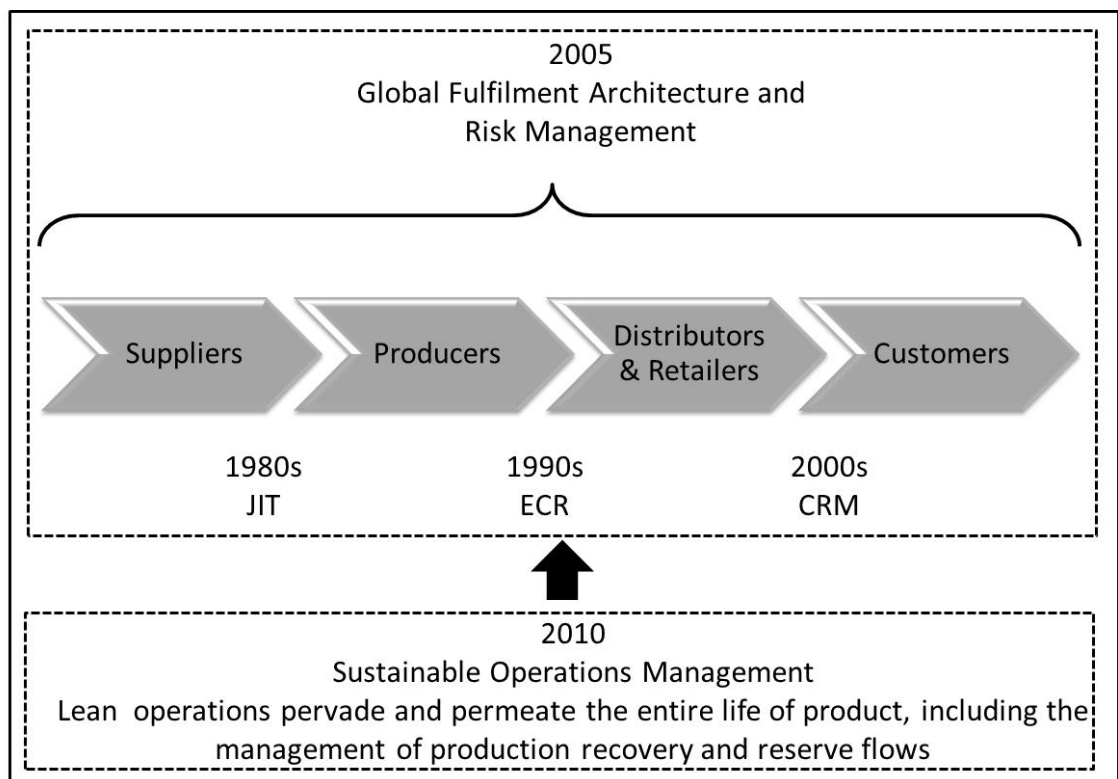 2005
Global Fulfilment Architecture and
Risk Management
Suppliers
Producers
Distributors
& Retailers
Customers
1980s
JIT
1990s
ECR
2000s
CRM
2010
Sustainable Operations Management
Lean operations pervade and permeate the entire life of product, including the
management of production recovery and reserve flows